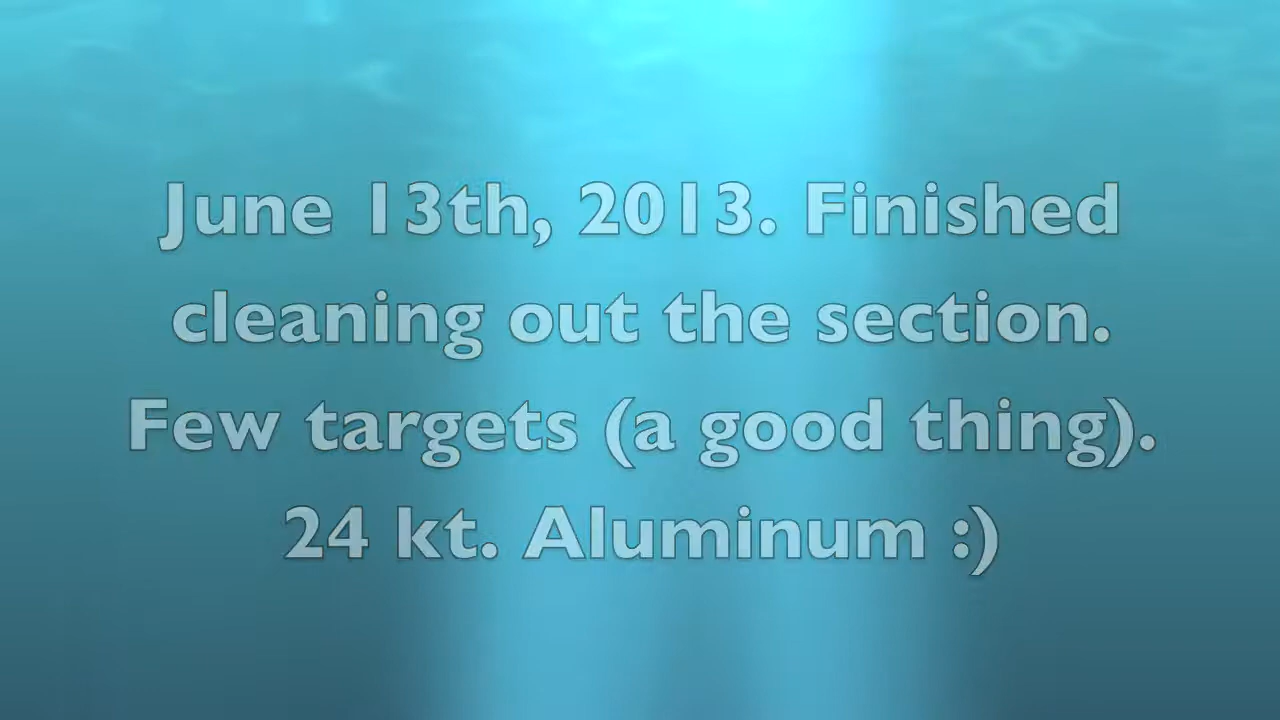 June 13th, 2013. Finished
cleaning out the section.
Few targets (a good thing).
24 kt. Aluminum :)